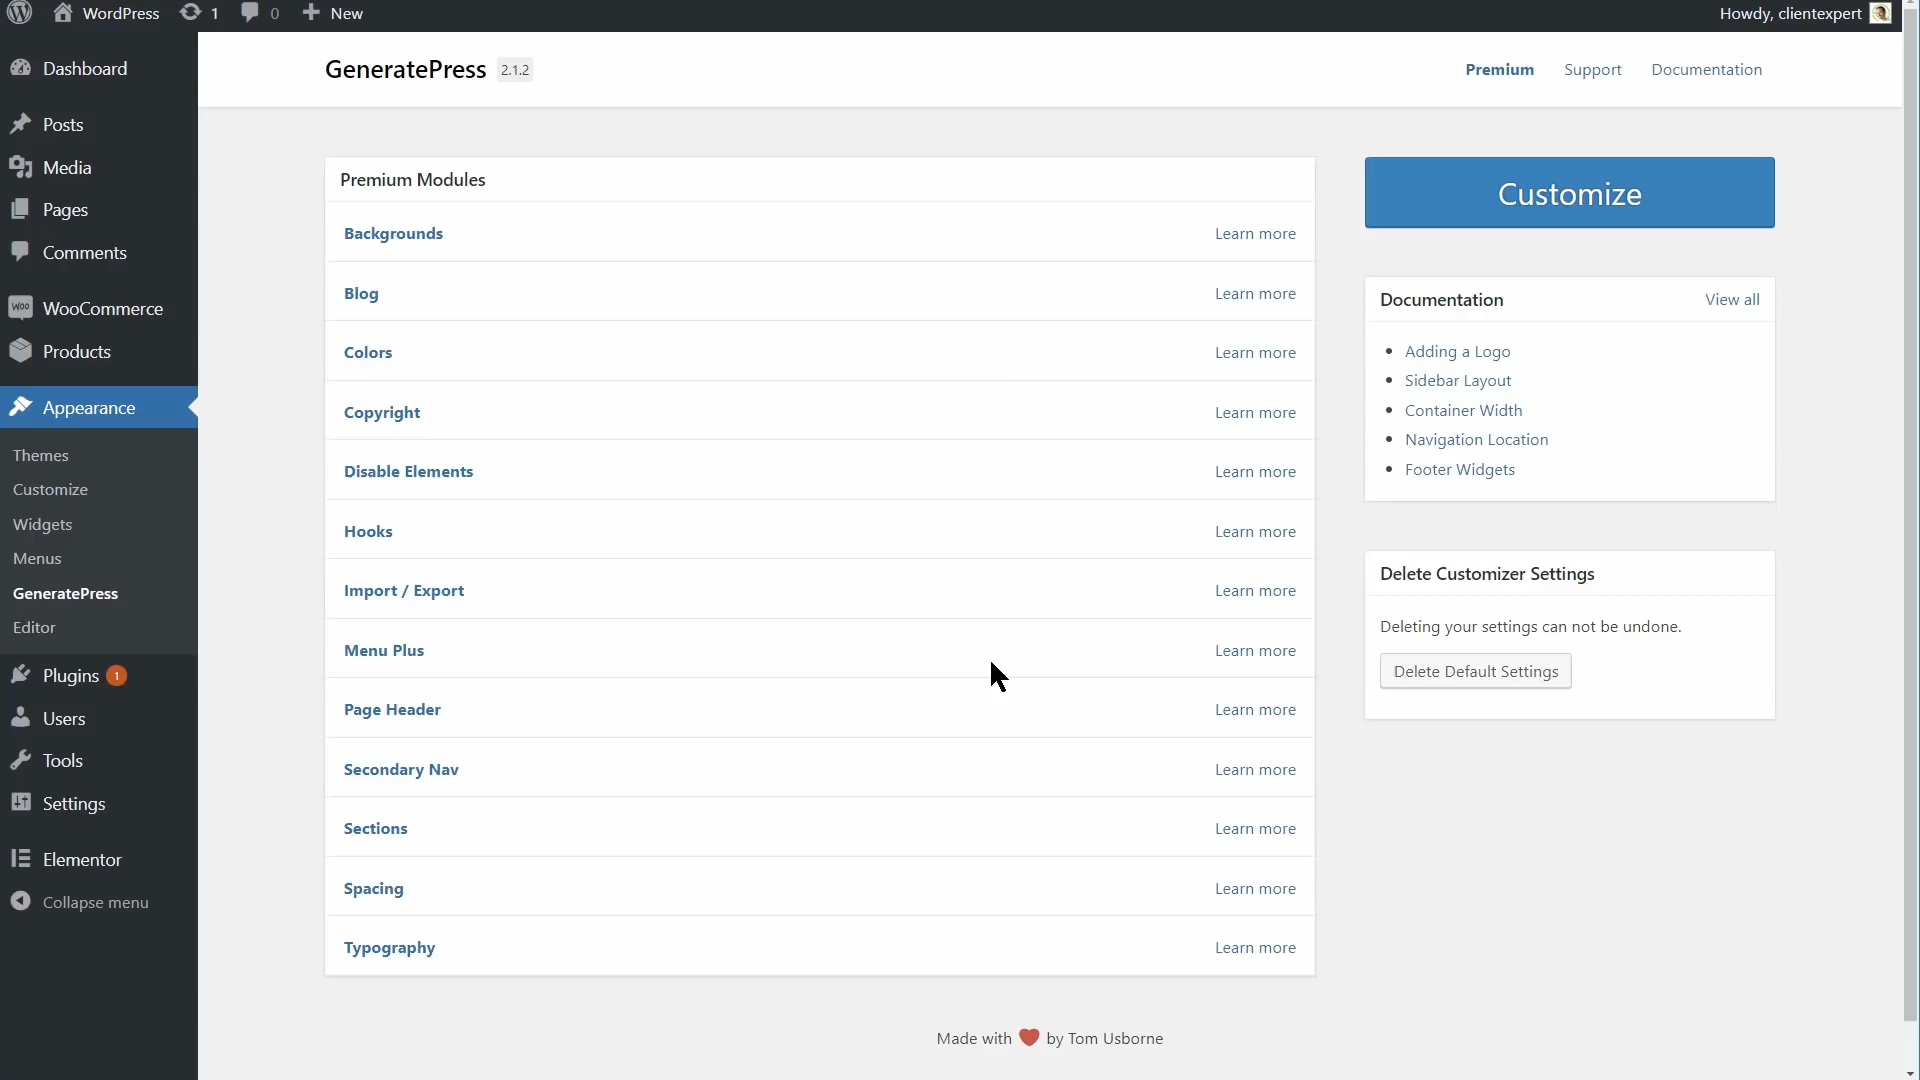 WordPress 1 0 New Howdy, clientexpert
Dashboard
Posts
Media
Pages
Comments
Woo WooCommerce
Products
Appearance
Themes
Customize
Widgets
Menus
GeneratePress
Editor
Plugins 1
Users
Tools
Settings
Elementor
Collapse menu
GeneratePress 2.1.2 Premium Support Documentation
Premium Modules
Backgrounds Learn more
Blog Learn more
Colors Learn more
Copyright Learn more
Disable Elements Learn more
Hooks Learn more
Import / Export Learn more
Menu Plus Learn more
Page Header Learn more
Secondary Nav Learn more
Sections Learn more
Spacing Learn more
Typography Learn more
Customize
Documentation View all
Adding a Logo
Sidebar Layout
Container Width
Navigation Location
Footer Widgets
Delete Customizer Settings
Deleting your settings can not be undone.
Delete Default Settings
Made with ❤ by Tom Usborne